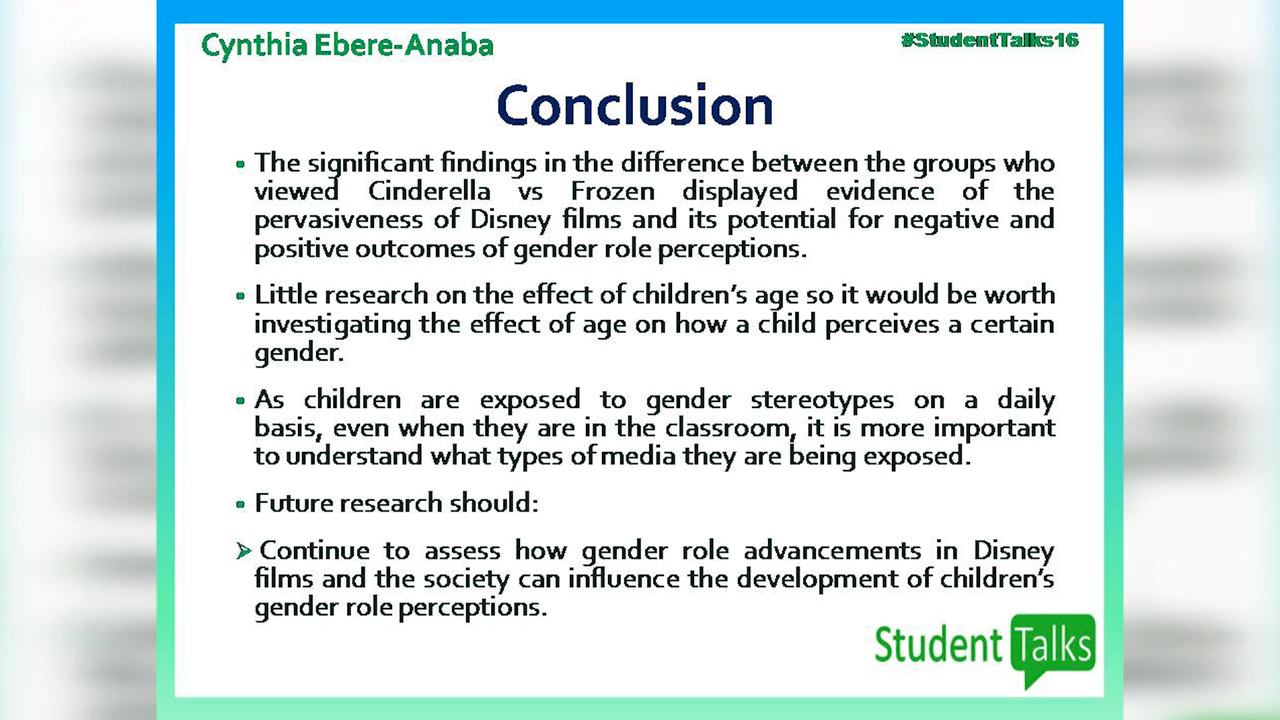 Cynthia Ebere-Anaba
#StudentTalks16
Conclusion
• The significant findings in the difference between the groups who
viewed Cinderella vs Frozen displayed evidence of the
pervasiveness of Disney films and its potential for negative and
positive outcomes of gender role perceptions.
• Little research on the effect of children's age so it would be worth
investigating the effect of age on how a child perceives a certain
gender.
• As children are exposed to gender stereotypes on a daily
basis, even when they are in the classroom, it is more important
to understand what types of media they are being exposed.
• Future research should:
➢ Continue to assess how gender role advancements in Disney
films and the society can influence the development of children's
gender role perceptions.
Student Talks